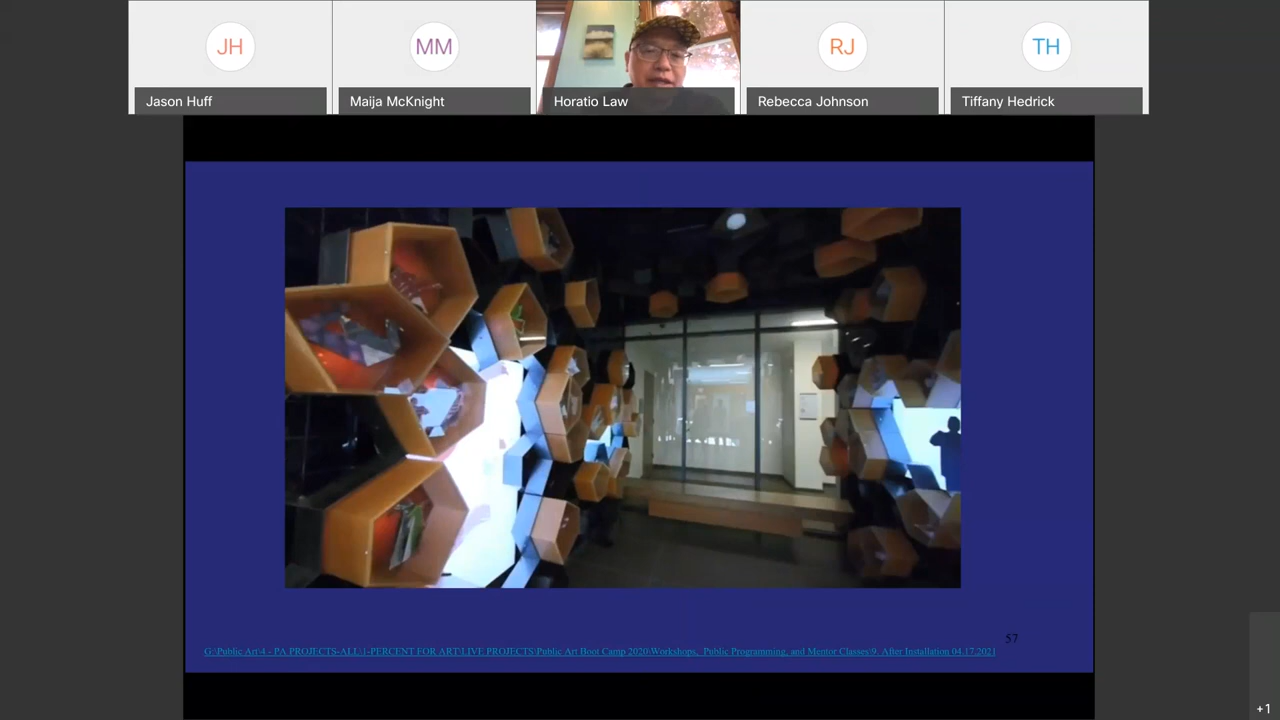 JH
MM
RJ
TH
Jason Huff
Maija McKnight
Horatio Law
Rebecca Johnson
Tiffany Hedrick
57
G:\Public Art\4 - PA PROJECTS-ALL\1-PERCENT FOR ART\LIVE PROJECTS\Public Art Boot Camp 2020\Workshops, Public Programming, and Mentor Classes\9. After Installation 04.17.2021
+1